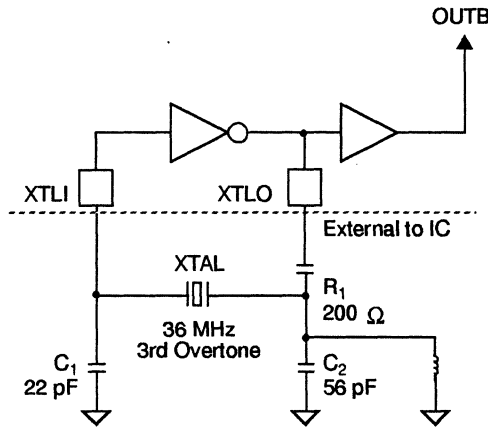 OUTB
XTLI
XTLO
External to IC
XTAL
R1
200 Ω
36 MHz
3rd Overtone
C1
22 pF
C2
56 pF